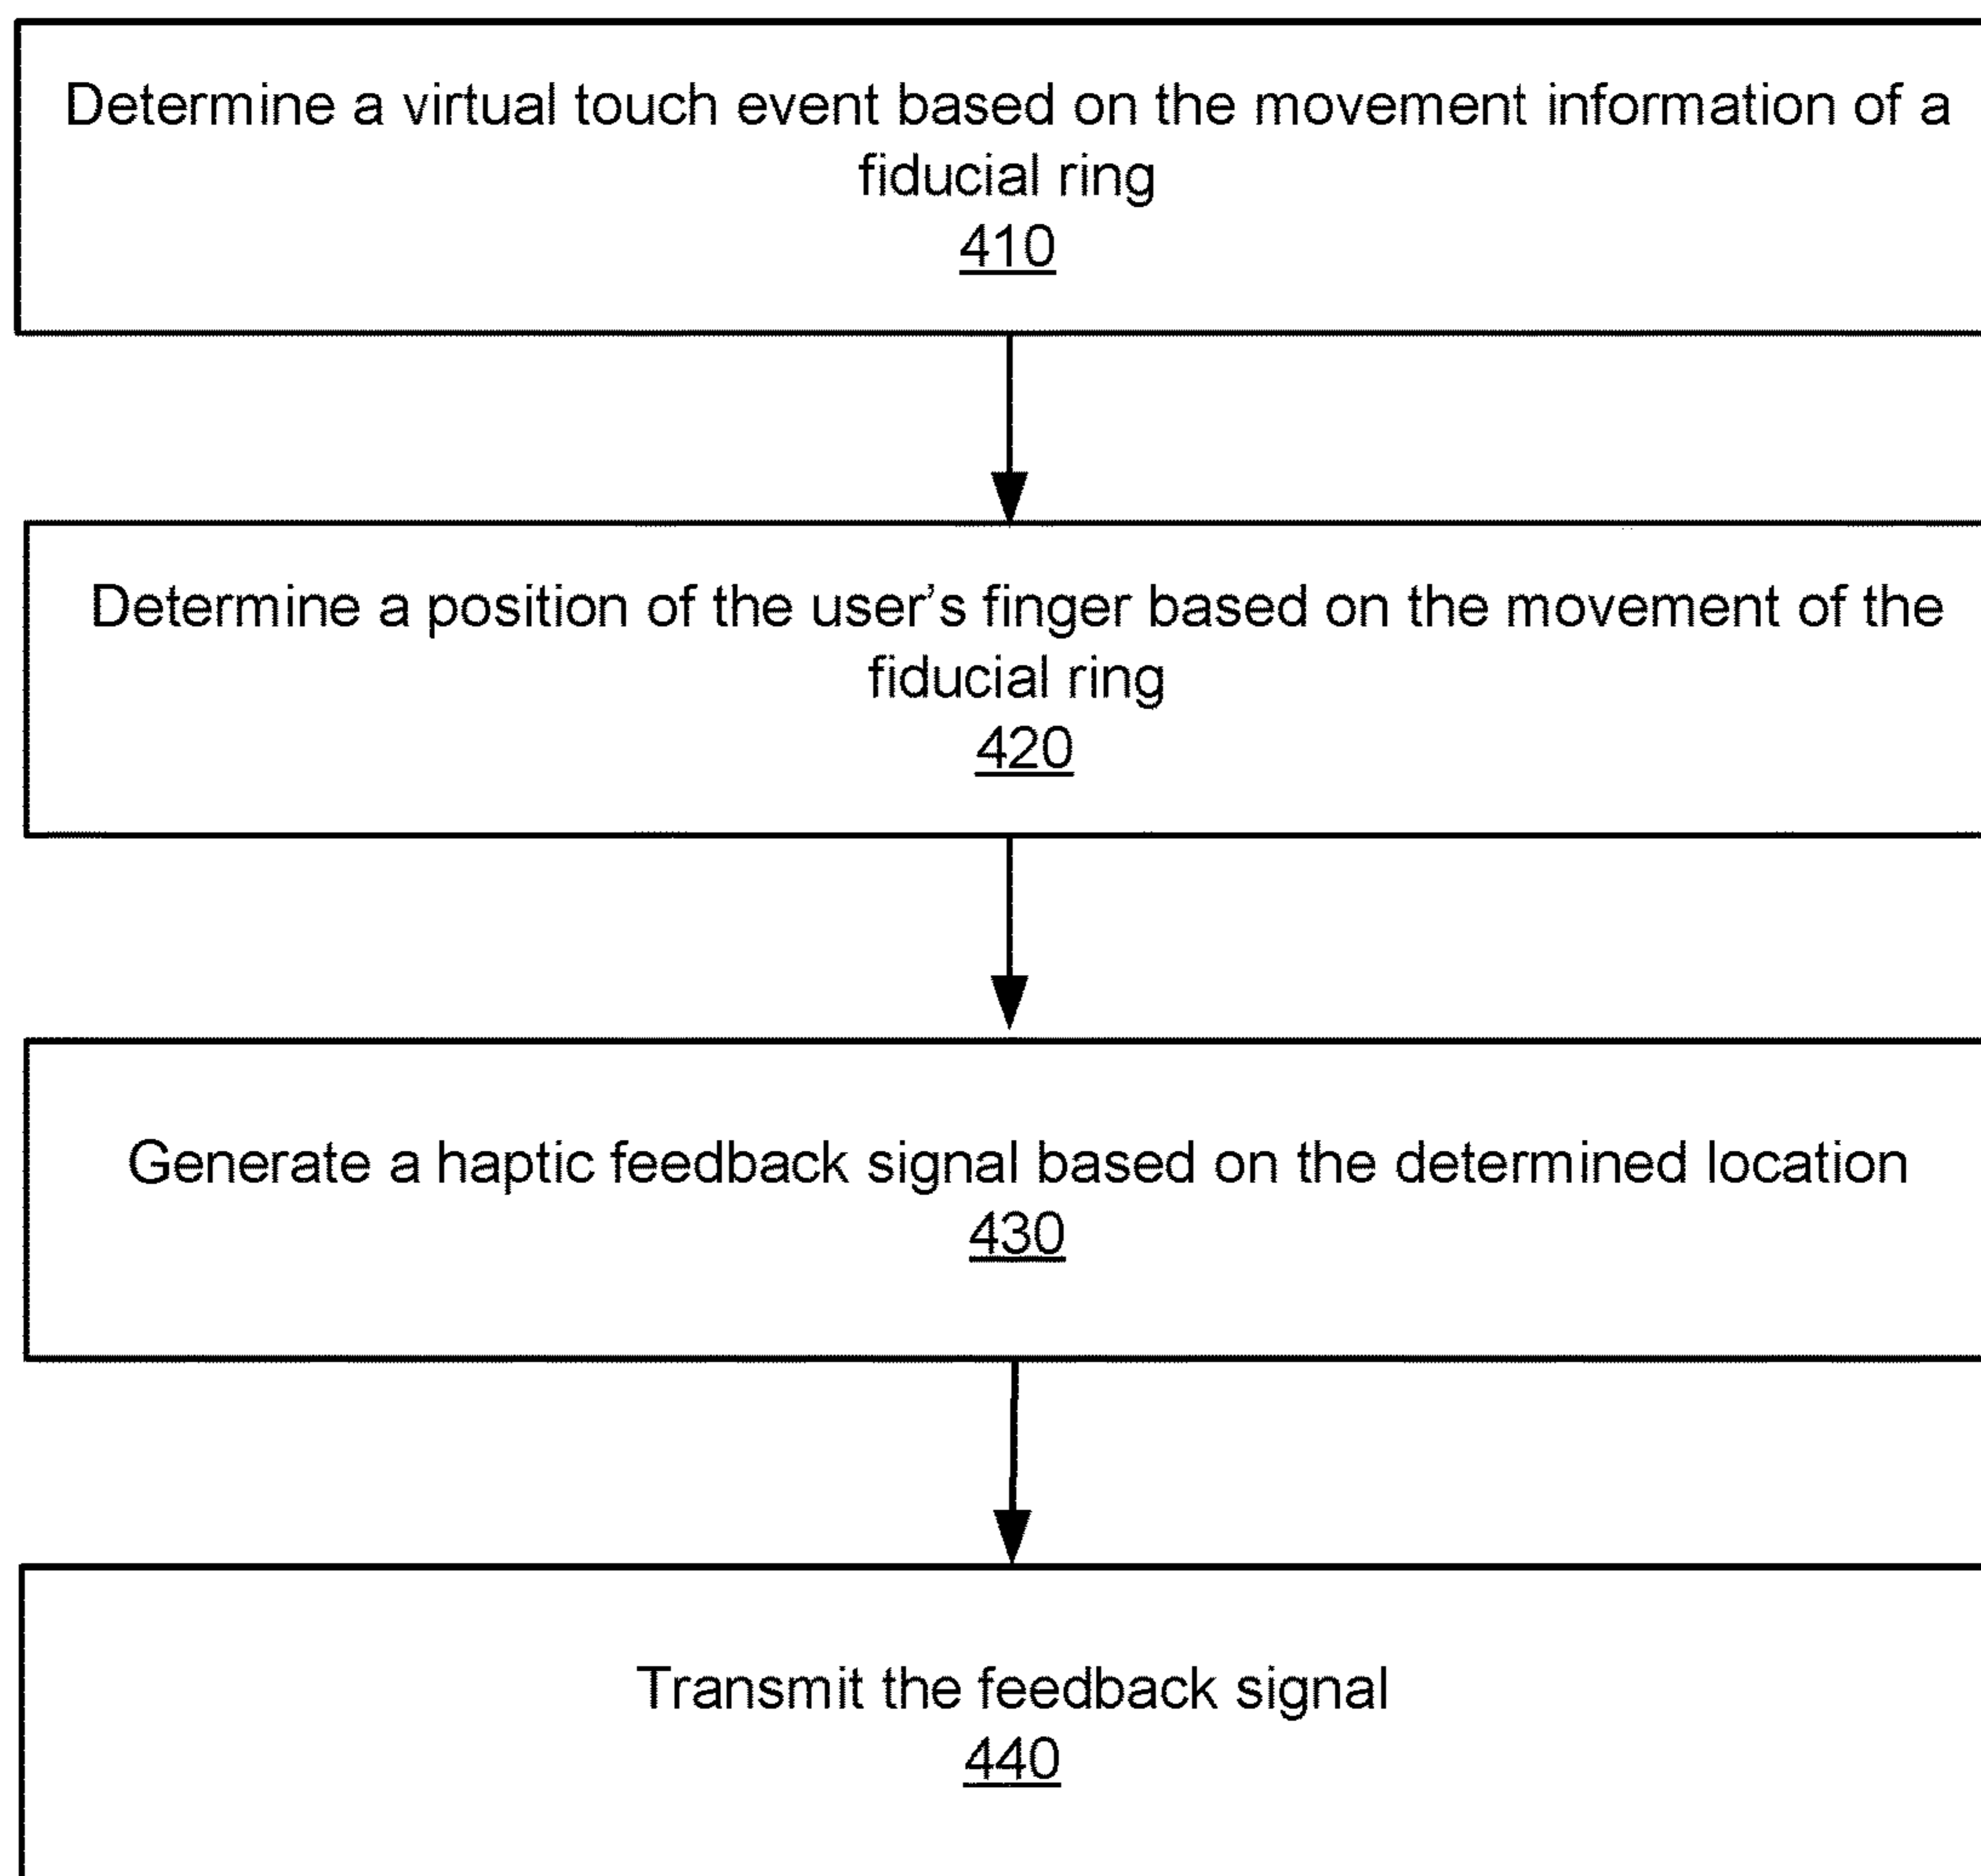 Determine a virtual touch event based on the movement information of a
fiducial ring
410
Determine a position of the user’s finger based on the movement of the
fiducial ring
420
Generate a haptic feedback signal based on the determined location
430
Transmit the feedback signal
440